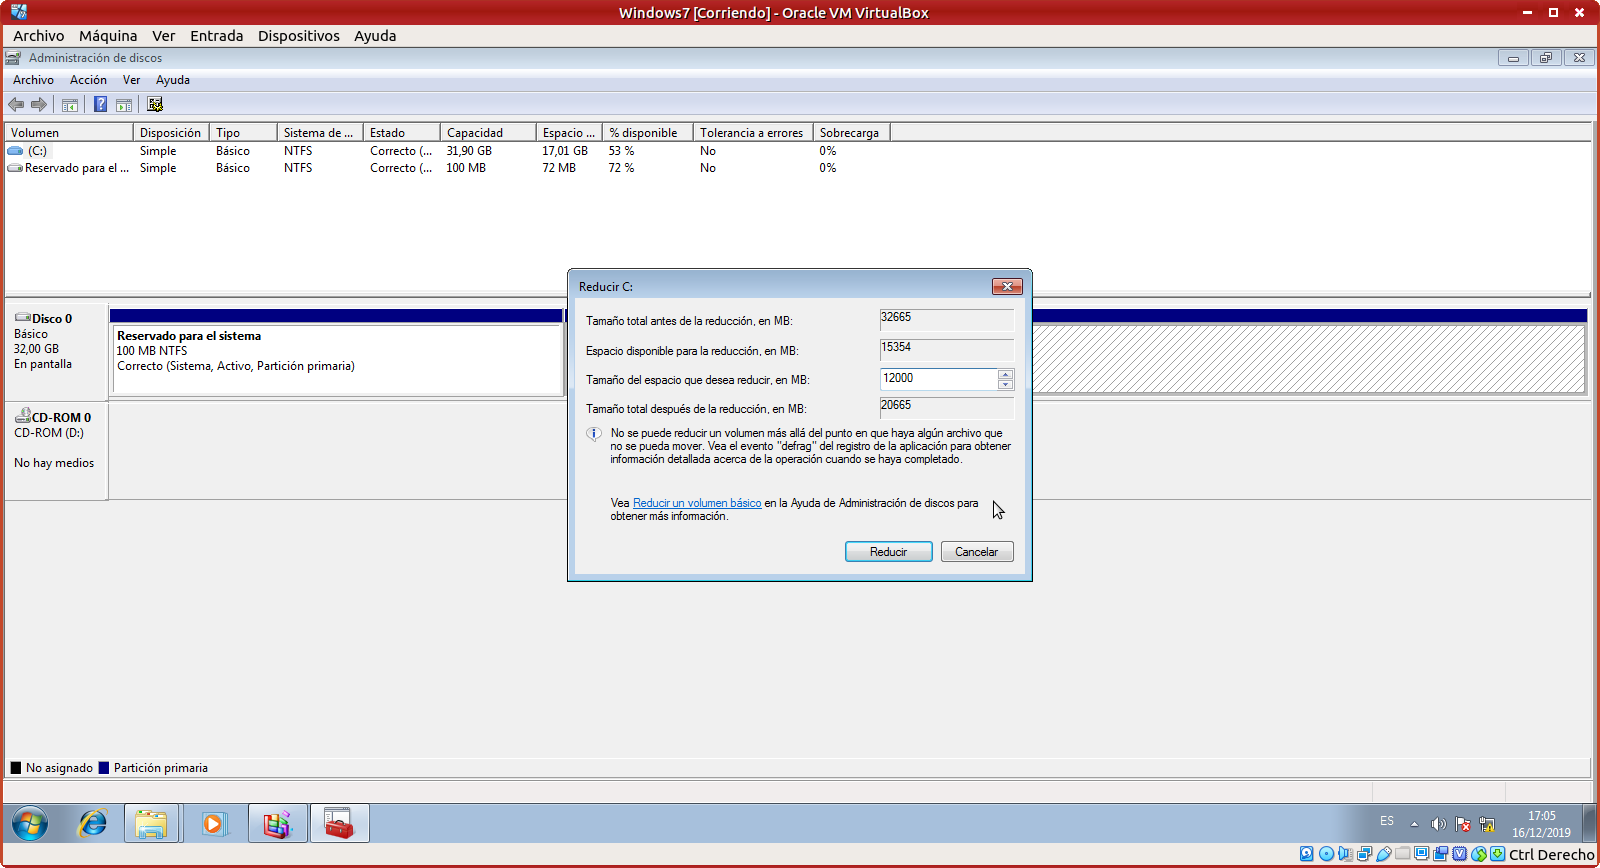 Windows7 [Corriendo] - Oracle VM VirtualBox
Archivo Máquina Ver Entrada Dispositivos Ayuda
Administración de discos
Archivo Acción Ver Ayuda
Volumen Disposición Tipo Sistema de ... Estado Capacidad Espacio ... % disponible Tolerancia a errores Sobrecarga
(C:) Simple Básico NTFS Correcto (... 31,90 GB 17,01 GB 53 % No 0%
Reservado para el ... Simple Básico NTFS Correcto (... 100 MB 72 MB 72 % No 0%
Disco 0
Básico
32,00 GB
En pantalla
Reservado para el sistema
100 MB NTFS
Correcto (Sistema, Activo, Partición primaria)
CD-ROM 0
CD-ROM (D:)
No hay medios
Reducir C:
Tamaño total antes de la reducción, en MB: 32665
Espacio disponible para la reducción, en MB: 15354
Tamaño del espacio que desea reducir, en MB: 12000
Tamaño total después de la reducción, en MB: 20665
No se puede reducir un volumen más allá del punto en que haya algún archivo que
no se pueda mover. Vea el evento "defrag" del registro de la aplicación para obtener
información detallada acerca de la operación cuando se haya completado.
Vea Reducir un volumen básico en la Ayuda de Administración de discos para
obtener más información.
Reducir Cancelar
No asignado Partición primaria
ES
17:05
16/12/2019
Ctrl Derecho